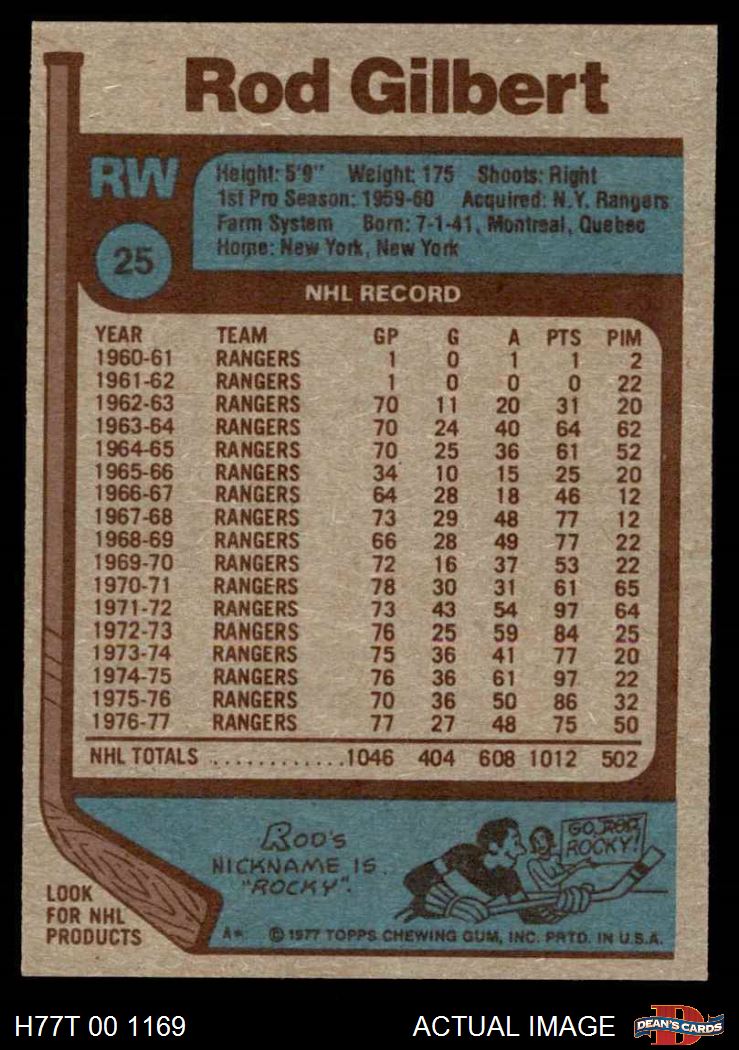 Rod Gilbert
RW
25
Height: 5'9" Weight: 175 Shoots: Right
1st Pro Season: 1959-60 Acquired: N.Y. Rangers
Farm System Born: 7-1-41, Montreal, Quebec
Home: New York, New York
NHL RECORD
YEAR TEAM GP G A PTS PIM
1960-61 RANGERS 1 0 1 1 2
1961-62 RANGERS 1 0 0 0 22
1962-63 RANGERS 70 11 20 31 20
1963-64 RANGERS 70 24 40 64 62
1964-65 RANGERS 70 25 36 61 52
1965-66 RANGERS 34 10 15 25 20
1966-67 RANGERS 64 28 18 46 12
1967-68 RANGERS 73 29 48 77 12
1968-69 RANGERS 66 28 49 77 22
1969-70 RANGERS 72 16 37 53 22
1970-71 RANGERS 78 30 31 61 65
1971-72 RANGERS 73 43 54 97 64
1972-73 RANGERS 76 25 59 84 25
1973-74 RANGERS 75 36 41 77 20
1974-75 RANGERS 76 36 61 97 22
1975-76 RANGERS 70 36 50 86 32
1976-77 RANGERS 77 27 48 75 50
NHL TOTALS ............1046 404 608 1012 502
ROD'S
NICKNAME IS
"ROCKY".
GO, ROD,
ROCKY!
LOOK
FOR NHL
PRODUCTS
A* © 1977 TOPPS CHEWING GUM, INC. PRTD. IN U.S.A.
H77T 00 1169 ACTUAL IMAGE
D
DEAN'S CARDS